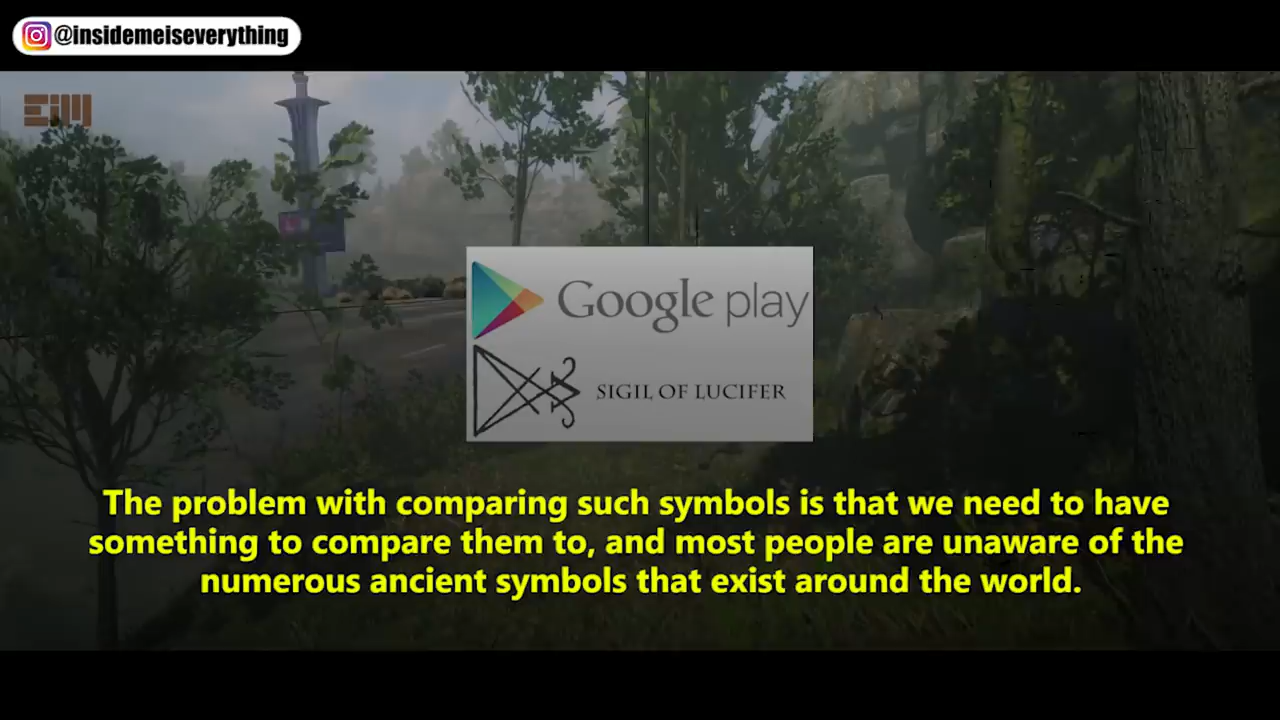 @insidemeiseverything
EIM
Google play
SIGIL OF LUCIFER
The problem with comparing such symbols is that we need to have
something to compare them to, and most people are unaware of the
numerous ancient symbols that exist around the world.